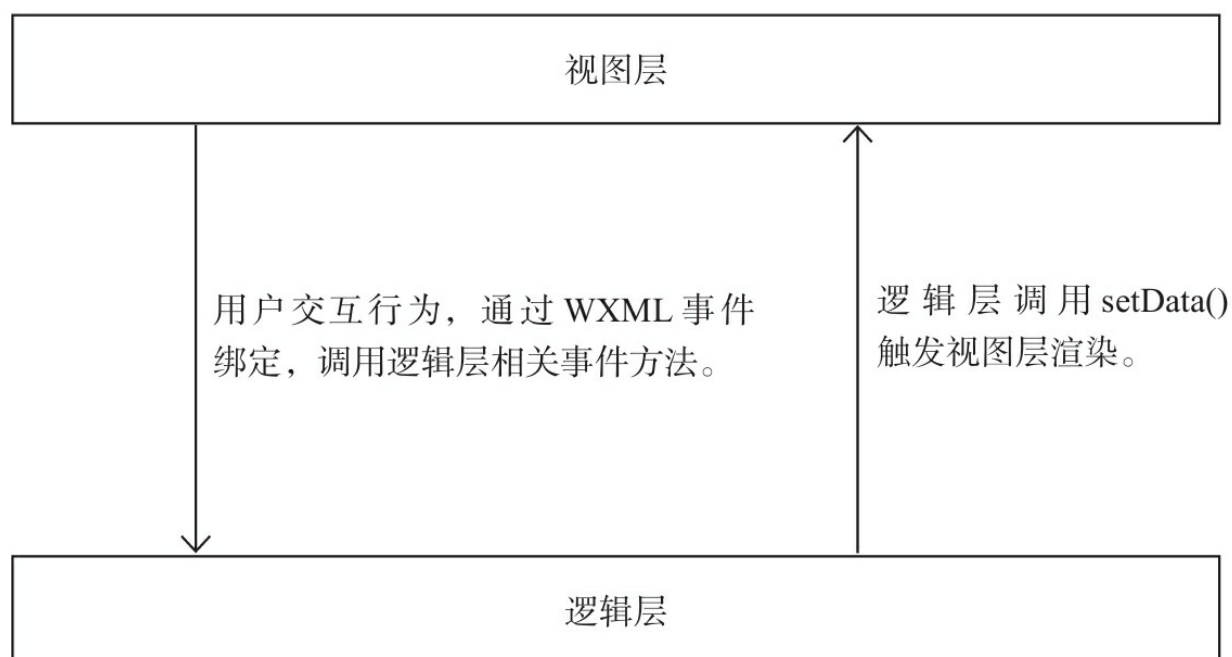 视图层
用户交互行为，通过 WXML 事件
绑定，调用逻辑层相关事件方法。
逻辑层调用 setData()
触发视图层渲染。
逻辑层